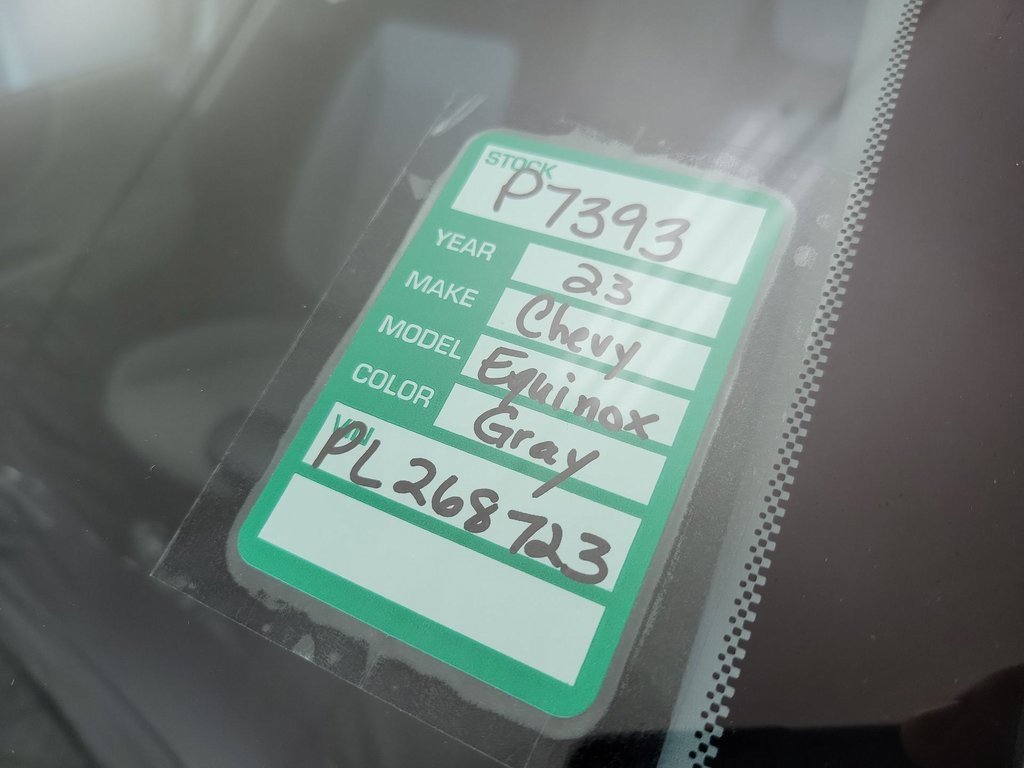 STOCK
P7393
YEAR 23
MAKE Chevy
MODEL Equinox
COLOR Gray
VIN
PL268723